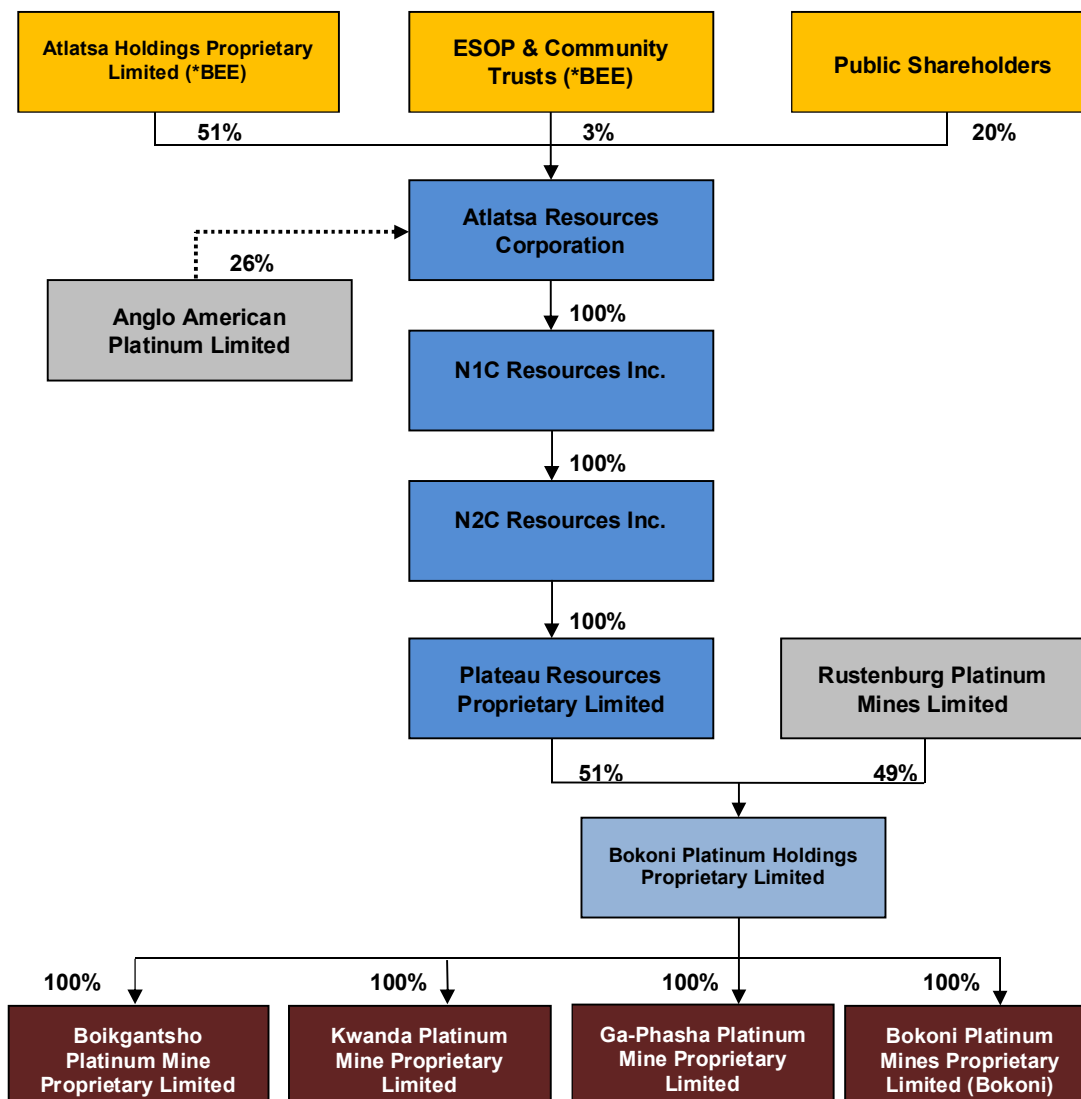 Atlatsa Holdings Proprietary
Limited (*BEE)
ESOP & Community
Trusts (*BEE)
Public Shareholders
51%
3%
20%
Atlatsa Resources
Corporation
26%
Anglo American
Platinum Limited
100%
N1C Resources Inc.
100%
N2C Resources Inc.
100%
Plateau Resources
Proprietary Limited
Rustenburg Platinum
Mines Limited
51%
49%
Bokoni Platinum Holdings
Proprietary Limited
100%
100%
100%
100%
Boikgantsho
Platinum Mine
Proprietary Limited
Kwanda Platinum
Mine Proprietary
Limited
Ga-Phasha Platinum
Mine Proprietary
Limited
Bokoni Platinum
Mines Proprietary
Limited (Bokoni)